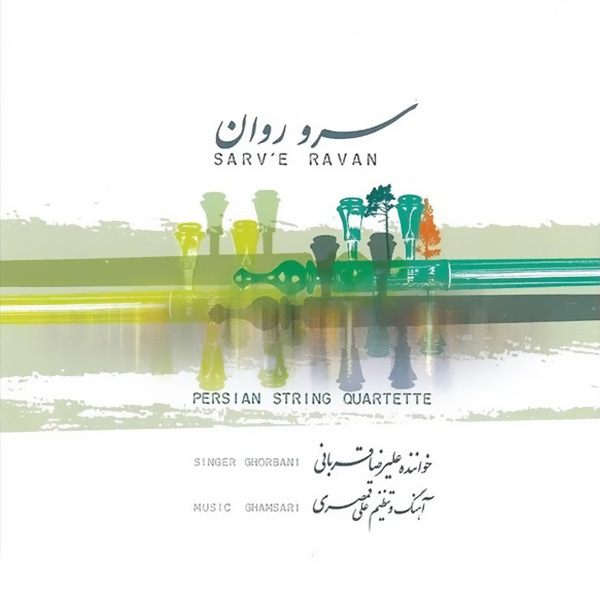 سرو روان
SARV'E RAVAN
PERSIAN STRING QUARTETTE
SINGER GHORBANI خواننده علیرضا قربانی
MUSIC GHAMSARI آهنگ و تنظیم علی قمصری